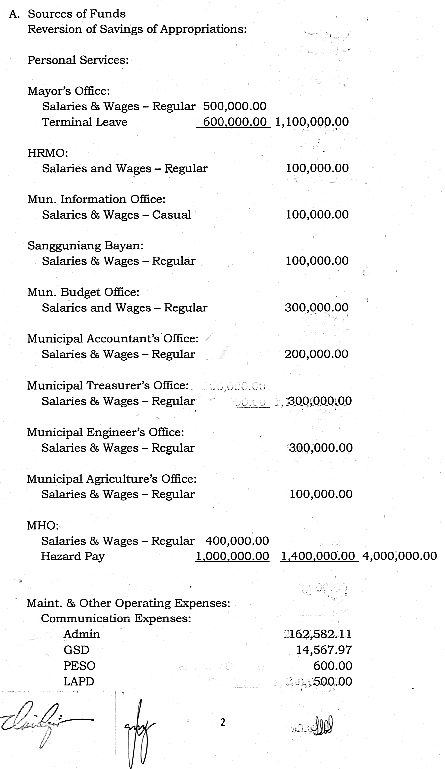 A. Sources of Funds
Reversion of Savings of Appropriations:
Personal Services:
Mayor's Office:
Salaries & Wages – Regular 500,000.00
Terminal Leave 600,000.00 1,100,000.00
HRMO:
Salaries and Wages – Regular 100,000.00
Mun. Information Office:
Salaries & Wages – Casual 100,000.00
Sangguniang Bayan:
Salaries & Wages – Regular 100,000.00
Mun. Budget Office:
Salaries and Wages – Regular 300,000.00
Municipal Accountant's Office:
Salaries & Wages – Regular 200,000.00
Municipal Treasurer's Office:
Salaries & Wages – Regular 300,000.00
Municipal Engineer's Office:
Salaries & Wages – Regular 300,000.00
Municipal Agriculture's Office:
Salaries & Wages – Regular 100,000.00
MHO:
Salaries & Wages – Regular 400,000.00
Hazard Pay 1,000,000.00 1,400,000.00 4,000,000.00
Maint. & Other Operating Expenses:
Communication Expenses:
Admin 162,582.11
GSD 14,567.97
PESO 600.00
LAPD 500.00
2